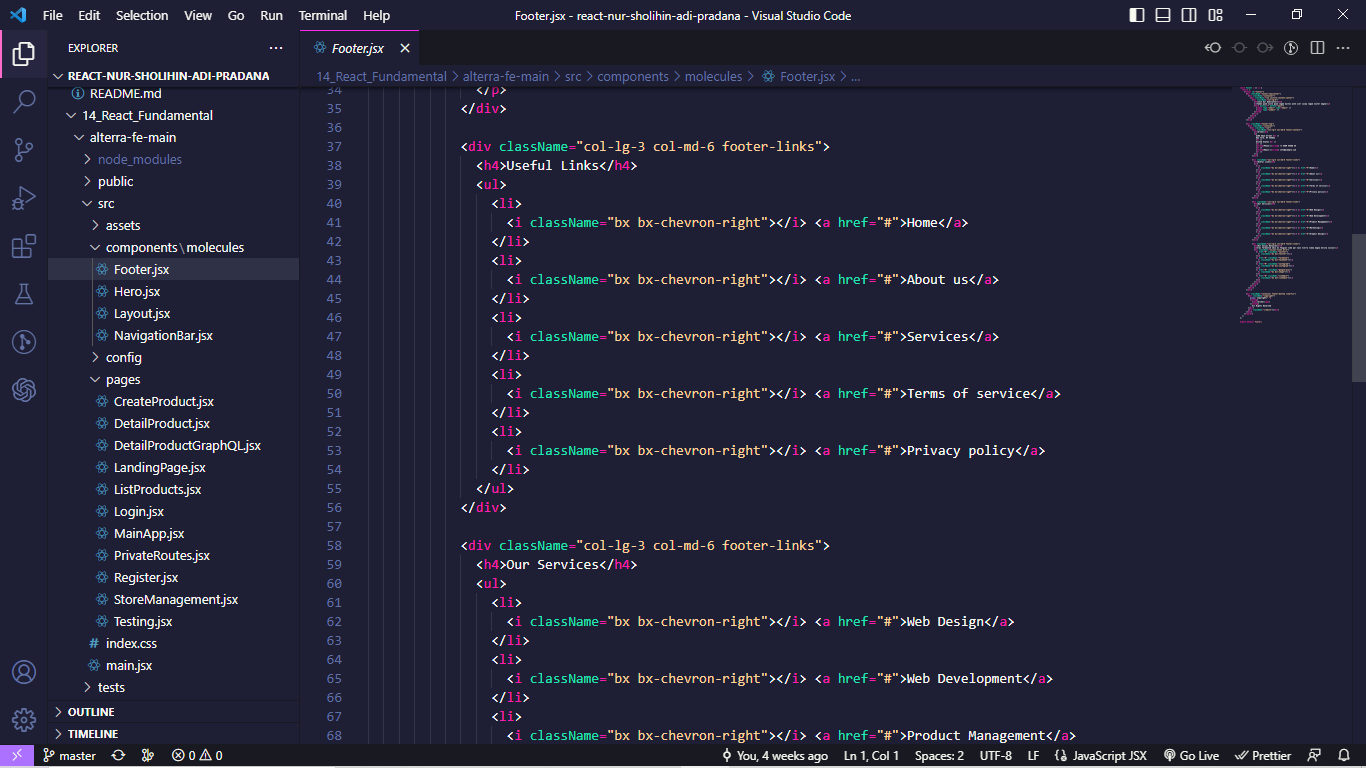 File Edit Selection View Go Run Terminal Help
Footer.jsx - react-nur-sholihin-adi-pradana - Visual Studio Code
EXPLORER
REACT-NUR-SHOLIHIN-ADI-PRADANA
README.md
14_React_Fundamental
alterra-fe-main
node_modules
public
src
assets
components\molecules
Footer.jsx
Hero.jsx
Layout.jsx
NavigationBar.jsx
config
pages
CreateProduct.jsx
DetailProduct.jsx
DetailProductGraphQL.jsx
LandingPage.jsx
ListProducts.jsx
Login.jsx
MainApp.jsx
PrivateRoutes.jsx
Register.jsx
StoreManagement.jsx
Testing.jsx
# index.css
main.jsx
tests
OUTLINE
TIMELINE
Footer.jsx
14_React_Fundamental > alterra-fe-main > src > components > molecules > Footer.jsx > ...
34 </p>
35 </div>
36
37 <div className="col-lg-3 col-md-6 footer-links">
38 <h4>Useful Links</h4>
39 <ul>
40 <li>
41 <i className="bx bx-chevron-right"></i> <a href="#">Home</a>
42 </li>
43 <li>
44 <i className="bx bx-chevron-right"></i> <a href="#">About us</a>
45 </li>
46 <li>
47 <i className="bx bx-chevron-right"></i> <a href="#">Services</a>
48 </li>
49 <li>
50 <i className="bx bx-chevron-right"></i> <a href="#">Terms of service</a>
51 </li>
52 <li>
53 <i className="bx bx-chevron-right"></i> <a href="#">Privacy policy</a>
54 </li>
55 </ul>
56 </div>
57
58 <div className="col-lg-3 col-md-6 footer-links">
59 <h4>Our Services</h4>
60 <ul>
61 <li>
62 <i className="bx bx-chevron-right"></i> <a href="#">Web Design</a>
63 </li>
64 <li>
65 <i className="bx bx-chevron-right"></i> <a href="#">Web Development</a>
66 </li>
67 <li>
68 <i className="bx bx-chevron-right"></i> <a href="#">Product Management</a>
master 0 0 You, 4 weeks ago Ln 1, Col 1 Spaces: 2 UTF-8 LF JavaScript JSX Go Live Prettier